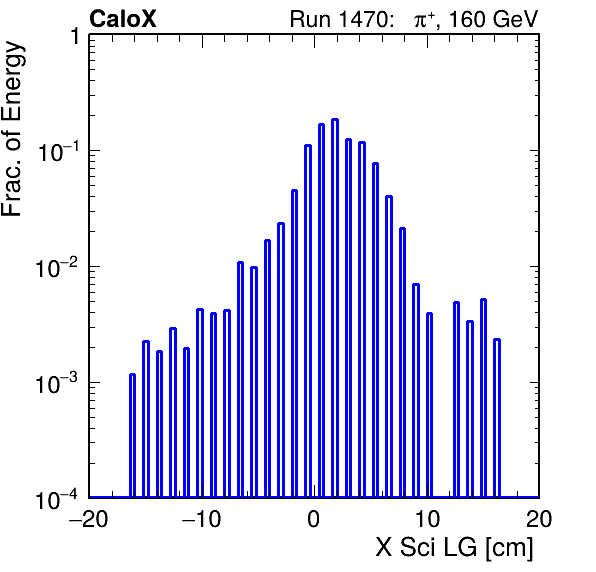 CaloX Run 1470: π⁺, 160 GeV
Frac. of Energy
1
10⁻¹
10⁻²
10⁻³
10⁻⁴
−20 −10 0 10 20
X Sci LG [cm]